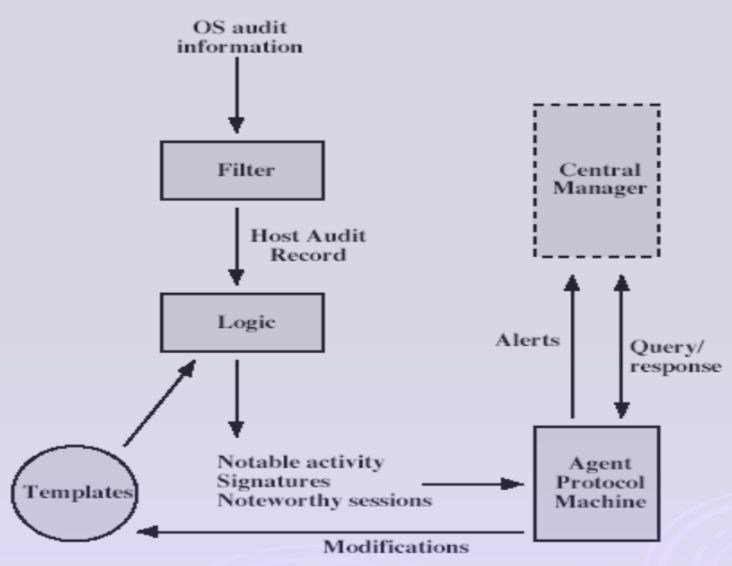 OS audit
information
Filter
Central
Manager
Host Audit
Record
Logic
Alerts
Query/
response
Templates
Notable activity
Signatures
Noteworthy sessions
Agent
Protocol
Machine
Modifications